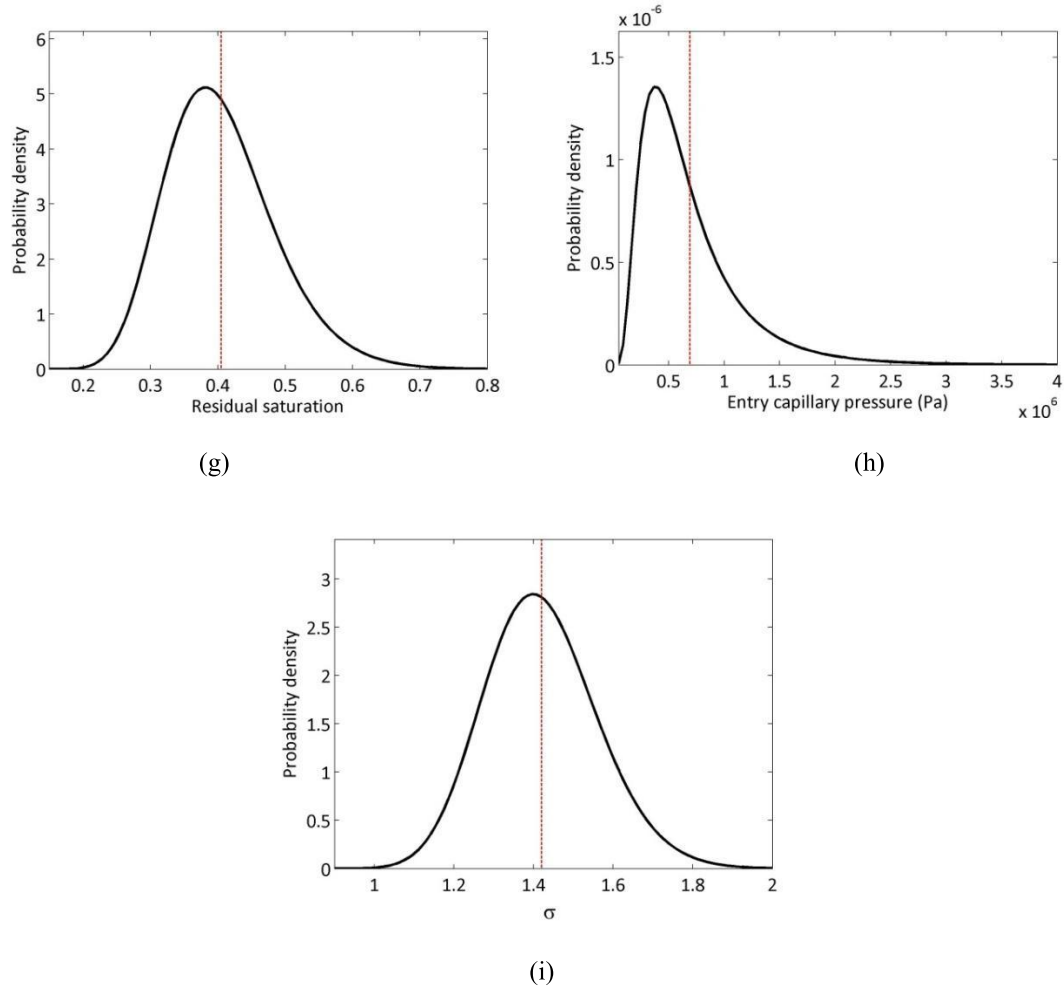 6
5
4
3
2
1
0
0.2 0.3 0.4 0.5 0.6 0.7 0.8
Probability density
Residual saturation
(g)
x 10⁻⁶
1.5
1
0.5
0
0.5 1 1.5 2 2.5 3 3.5 4
Probability density
Entry capillary pressure (Pa)
x 10⁶
(h)
3
2.5
2
1.5
1
0.5
0
1 1.2 1.4 1.6 1.8 2
Probability density
σ
(i)